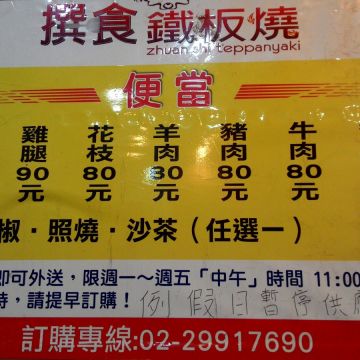 撰食鐵板燒
zhuan shi teppanyaki
便當
雞腿90元
花枝80元
羊肉80元
豬肉80元
牛肉80元
椒‧照燒‧沙茶（任選一）
即可外送，限週一～週五「中午」時間 11:00
時，請提早訂購！例假日暫停供
訂購專線:02-29917690